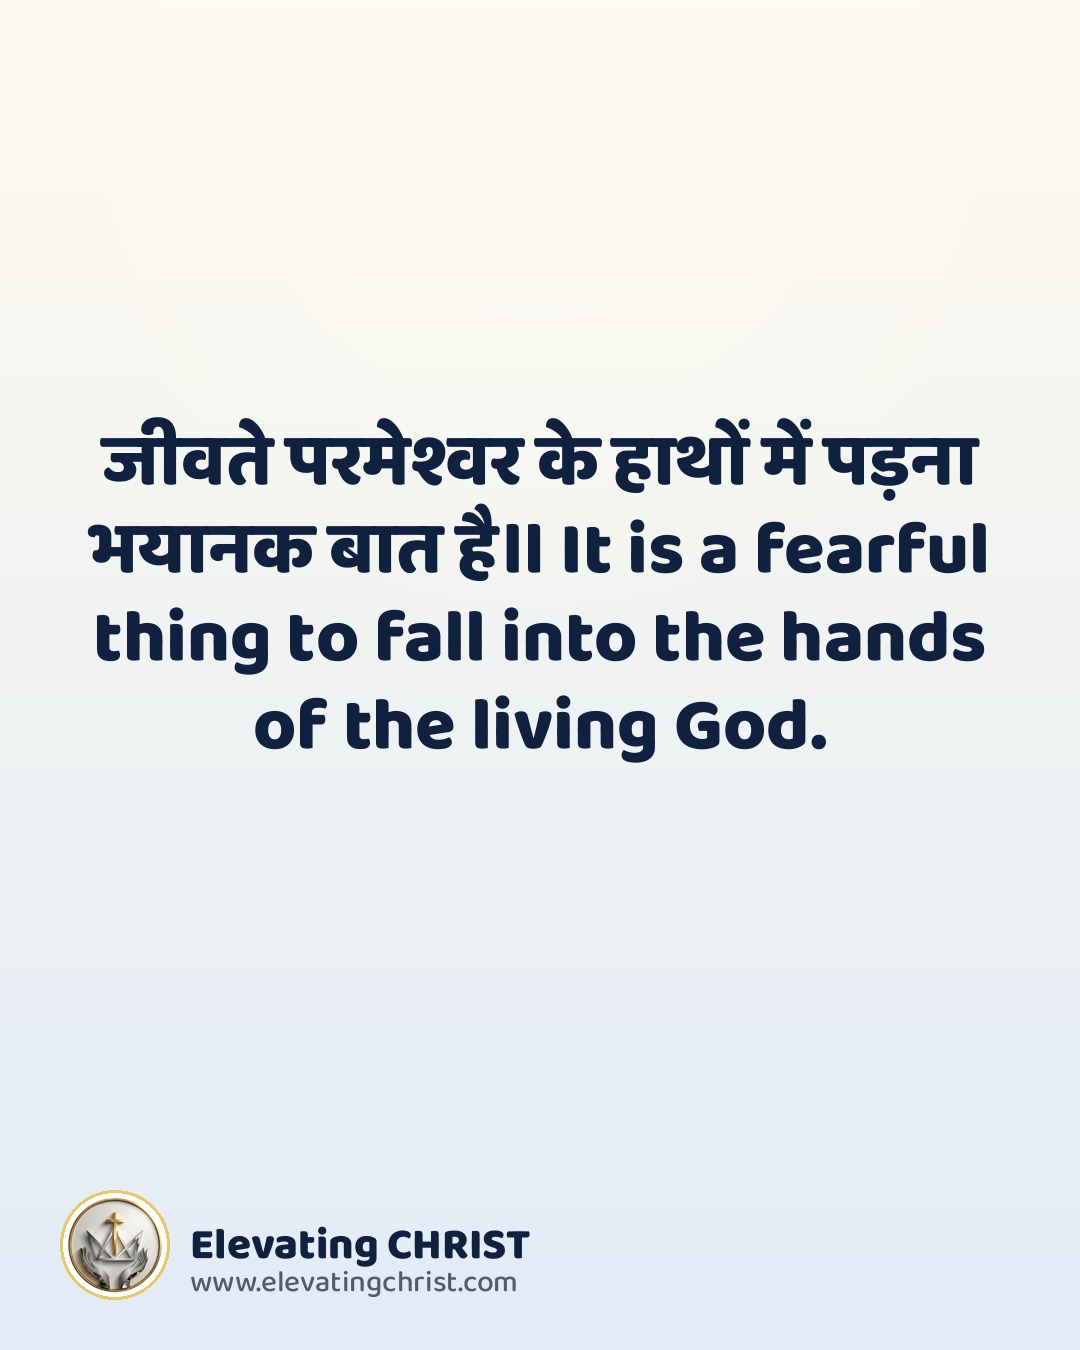 जीवते परमेश्वर के हाथों में पड़ना
भयानक बात है॥ It is a fearful
thing to fall into the hands
of the living God.
Elevating CHRIST
www.elevatingchrist.com